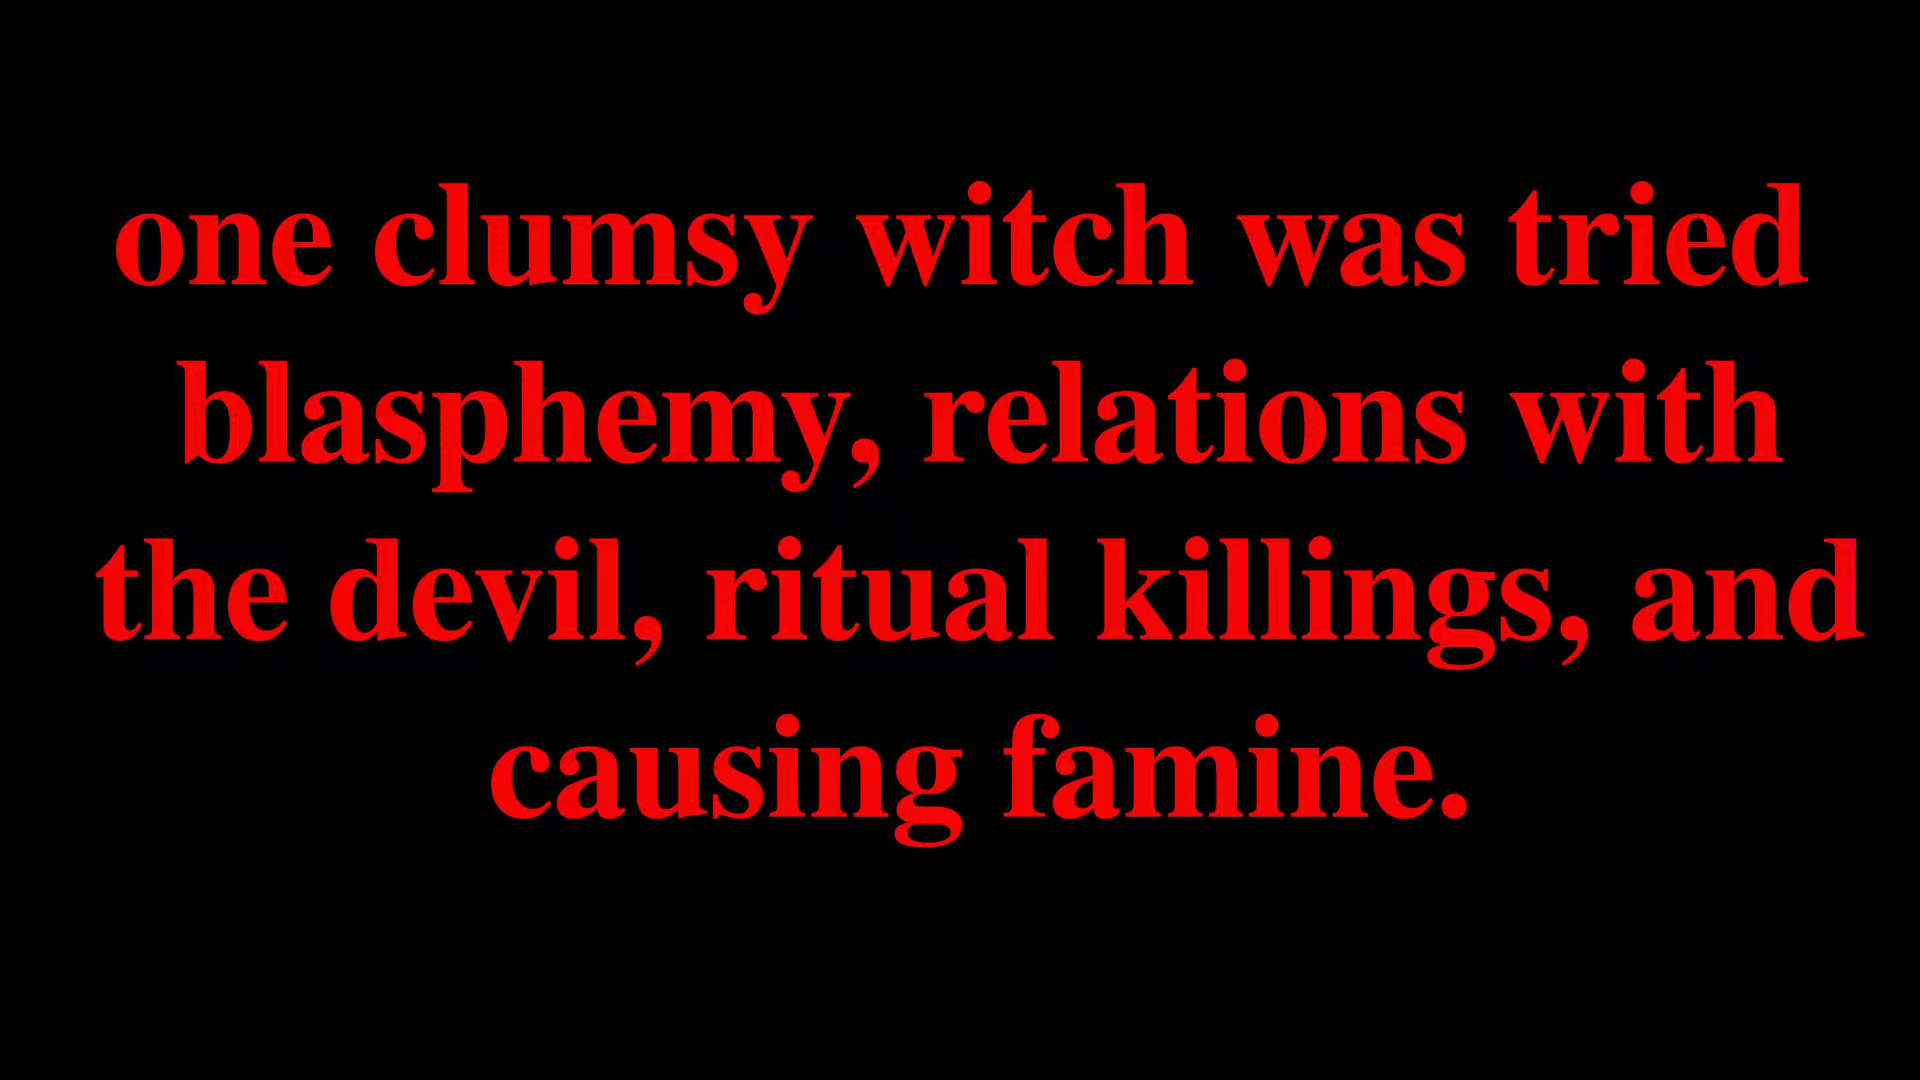 one clumsy witch was tried
blasphemy, relations with
the devil, ritual killings, and
causing famine.